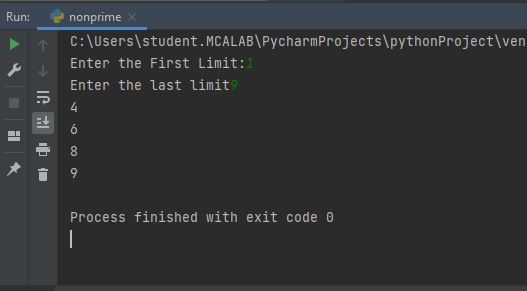 Run: nonprime
C:\Users\student.MCALAB\PycharmProjects\pythonProject\ven
Enter the First Limit:1
Enter the last limit9
4
6
8
9
Process finished with exit code 0